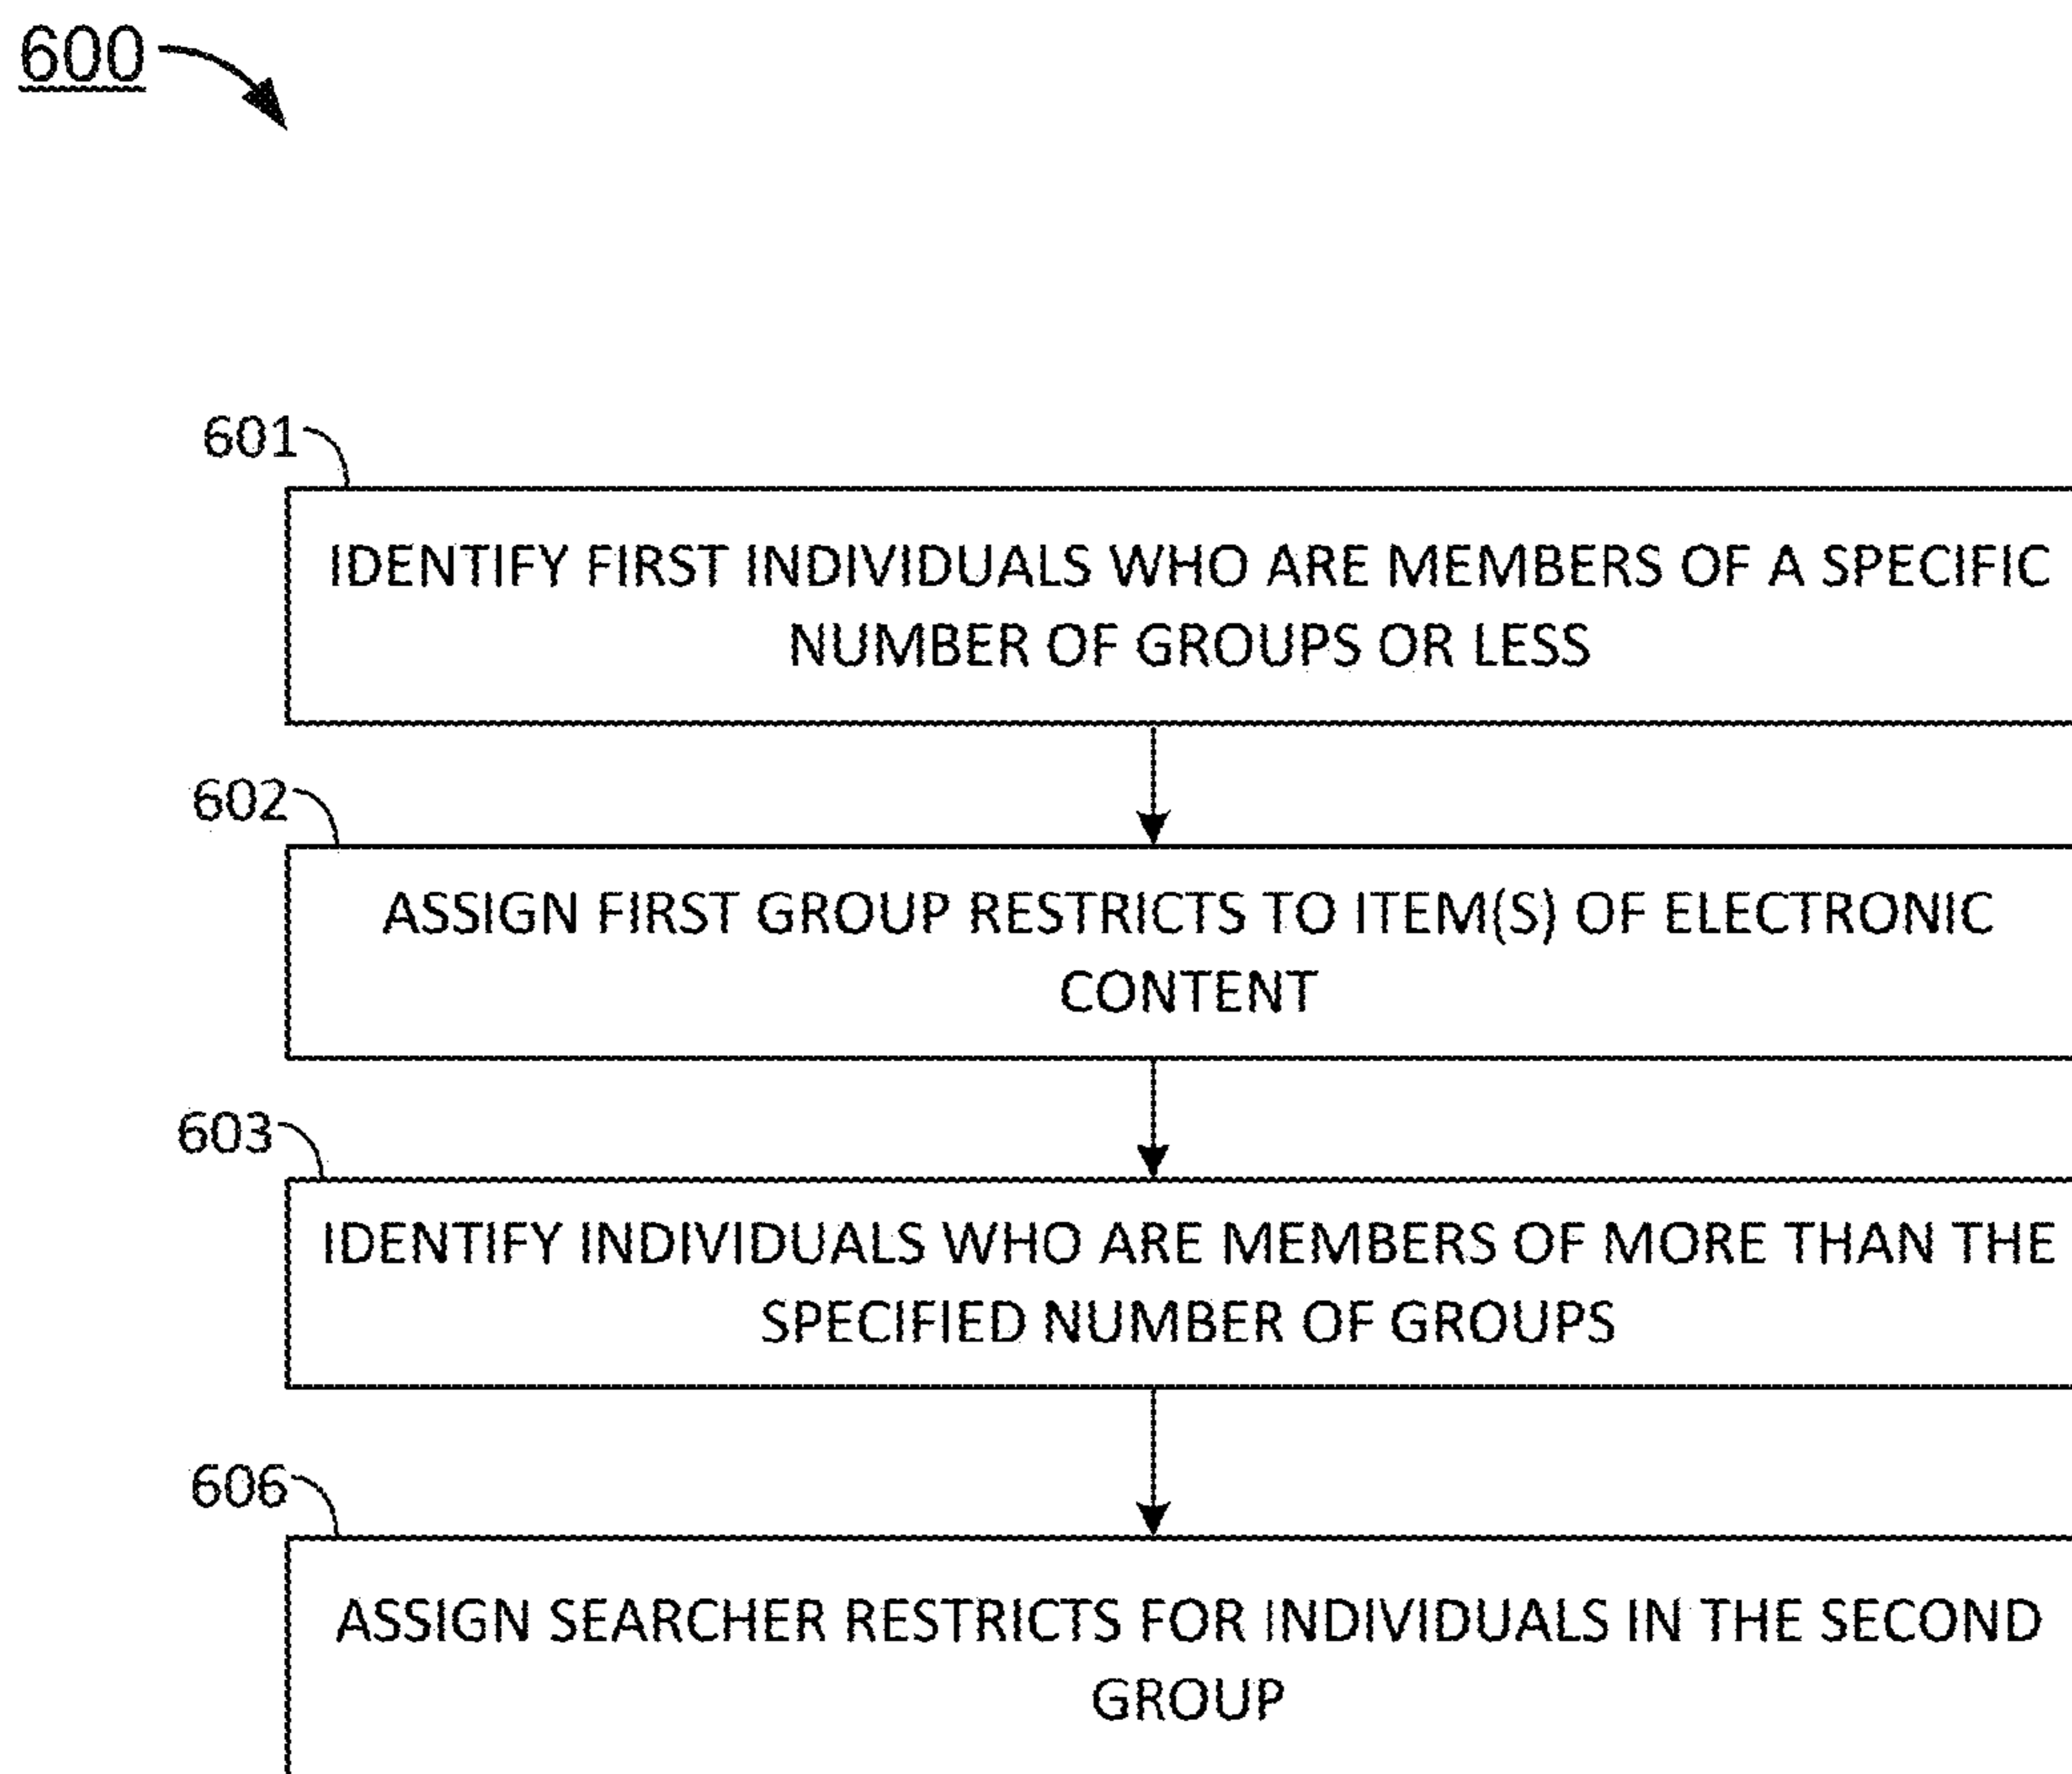 600
601
IDENTIFY FIRST INDIVIDUALS WHO ARE MEMBERS OF A SPECIFIC
NUMBER OF GROUPS OR LESS
602
ASSIGN FIRST GROUP RESTRICTS TO ITEM(S) OF ELECTRONIC
CONTENT
603
IDENTIFY INDIVIDUALS WHO ARE MEMBERS OF MORE THAN THE
SPECIFIED NUMBER OF GROUPS
606
ASSIGN SEARCHER RESTRICTS FOR INDIVIDUALS IN THE SECOND
GROUP